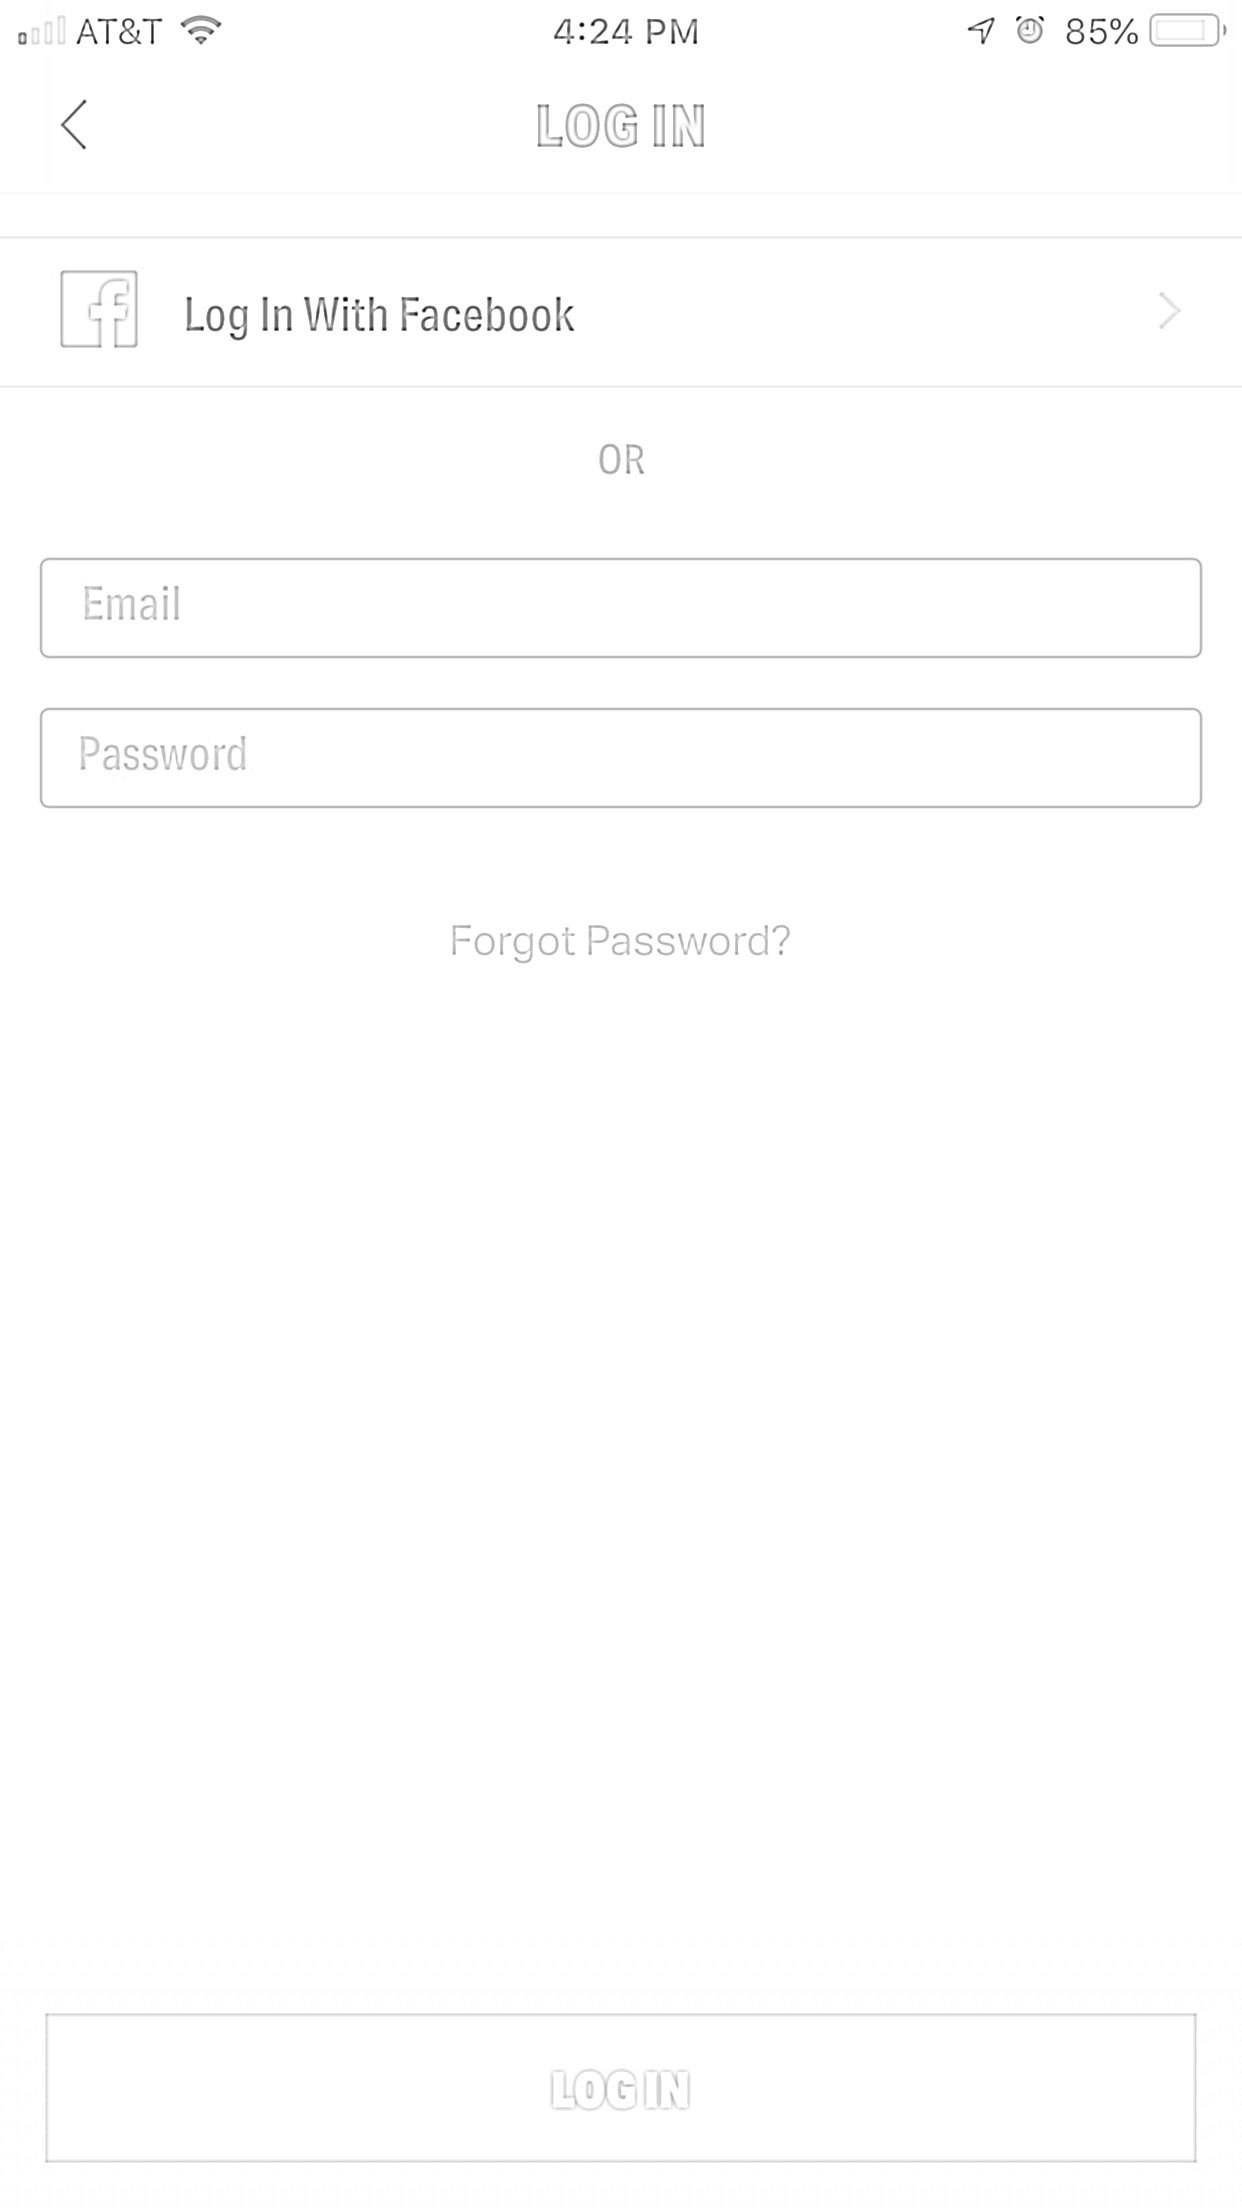 AT&T 4:24 PM 85%
LOG IN
Log In With Facebook
OR
Email
Password
Forgot Password?
LOG IN